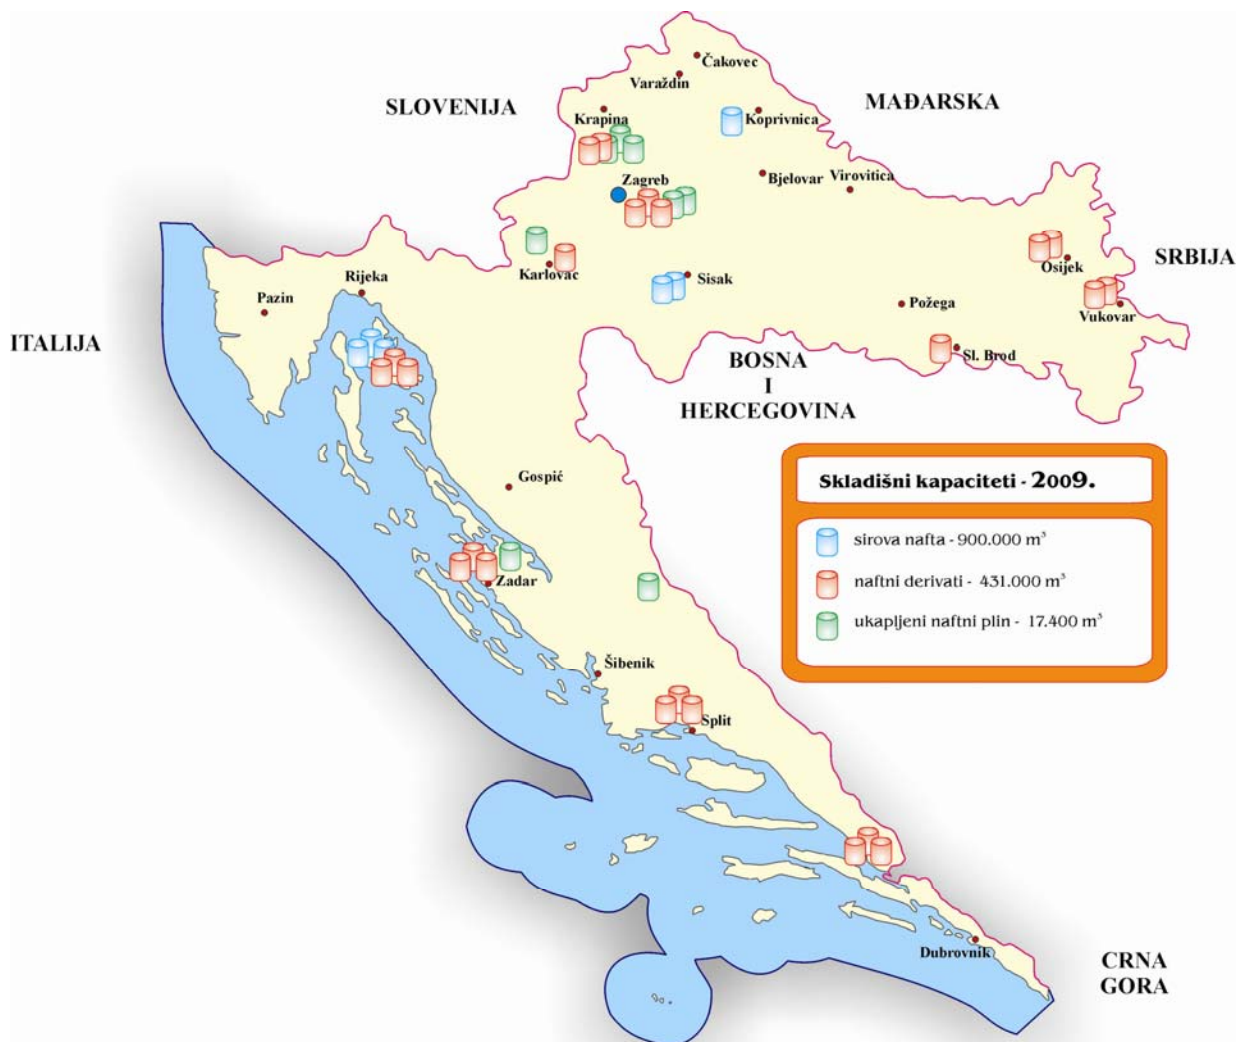 Čakovec
Varaždin
SLOVENIJA
MAĐARSKA
Krapina
Koprivnica
Zagreb
Bjelovar
Virovitica
Karlovac
Sisak
Osijek
SRBIJA
Rijeka
Pazin
Požega
Vukovar
ITALIJA
Sl. Brod
BOSNA
I
HERCEGOVINA
Gospić
Skladišni kapaciteti - 2009.
sirova nafta - 900.000 m³
naftni derivati - 431.000 m³
ukapljeni naftni plin - 17.400 m³
Zadar
Šibenik
Split
Dubrovnik
CRNA
GORA